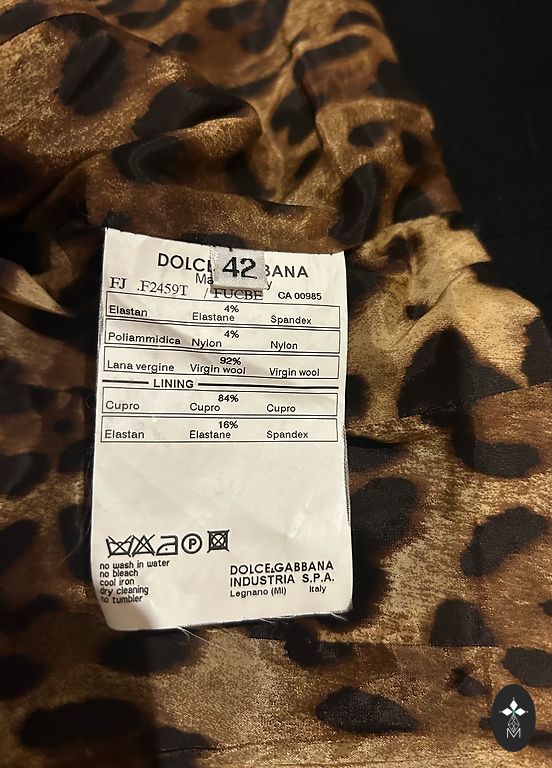 DOLC 42 BANA
Ma y
FJ .F2459T / FUCBE CA 00985
4%
Elastan Elastane Spandex
4%
Poliammidica Nylon Nylon
92%
Lana vergine Virgin wool Virgin wool
LINING
84%
Cupro Cupro Cupro
16%
Elastan Elastane Spandex
P
no wash in water
no bleach
cool iron
dry cleaning
no tumbler
DOLCE&GABBANA
INDUSTRIA S.P.A.
Legnano (MI) Italy
M